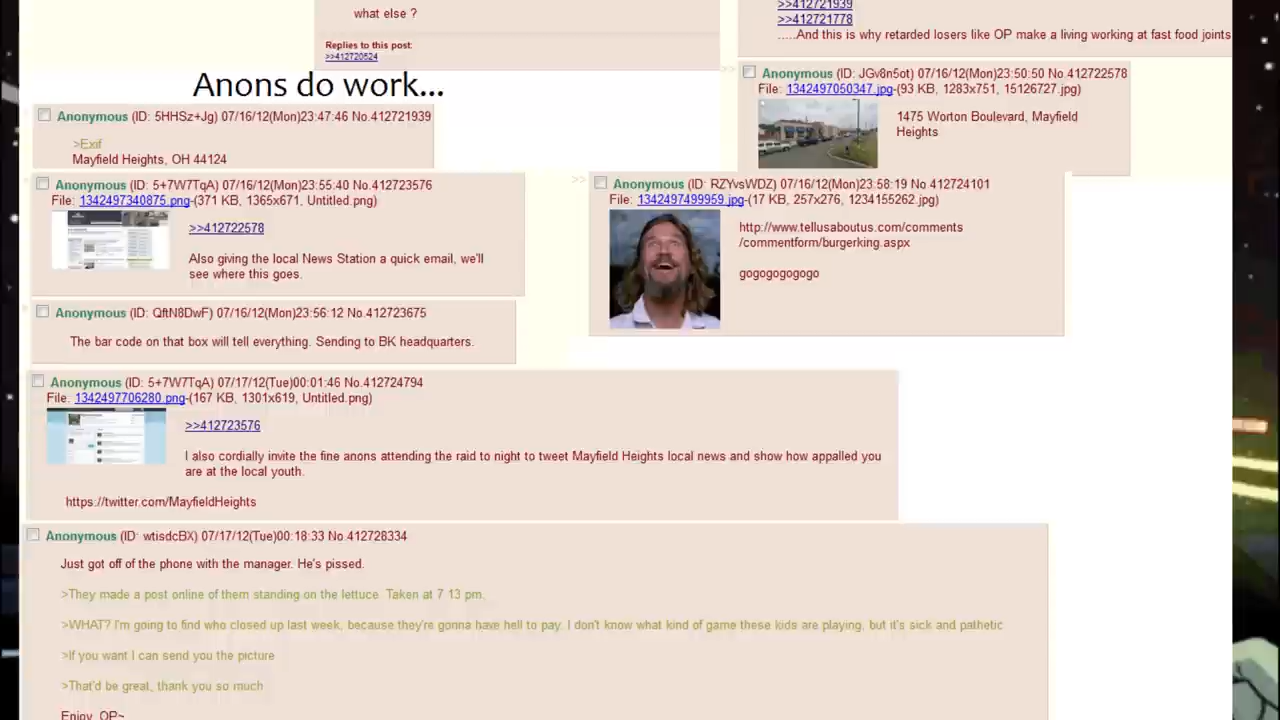 what else ?
Replies to this post:
>>412720524
>>412721939
>>412721778
.....And this is why retarded losers like OP make a living working at fast food joints
Anons do work...
Anonymous (ID: 5HHSz+Jg) 07/16/12(Mon)23:47:46 No.412721939
>Exif
Mayfield Heights, OH 44124
>>
Anonymous (ID: JGv8n5ot) 07/16/12(Mon)23:50:50 No.412722578
File: 1342497050347.jpg-(93 KB, 1283x751, 15126727.jpg)
1475 Worton Boulevard, Mayfield
Heights
Anonymous (ID: 5+7W7TqA) 07/16/12(Mon)23:55:40 No.412723576
File: 1342497340875.png-(371 KB, 1365x671, Untitled.png)
>>412722578
Also giving the local News Station a quick email, we'll
see where this goes.
>>
Anonymous (ID: RZYvsWDZ) 07/16/12(Mon)23:58:19 No 412724101
File: 1342497499959.jpg-(17 KB, 257x276, 1234155262.jpg)
http://www.tellusaboutus.com/comments
/commentform/burgerking.aspx
gogogogogogo
Anonymous (ID: QftN8DwF) 07/16/12(Mon)23:56:12 No.412723675
The bar code on that box will tell everything. Sending to BK headquarters.
Anonymous (ID: 5+7W7TqA) 07/17/12(Tue)00:01:46 No.412724794
File: 1342497706280.png-(167 KB, 1301x619, Untitled.png)
>>412723576
I also cordially invite the fine anons attending the raid to night to tweet Mayfield Heights local news and show how appalled you
are at the local youth.
https://twitter.com/MayfieldHeights
Anonymous (ID: wtisdcBX) 07/17/12(Tue)00:18:33 No.412728334
Just got off of the phone with the manager. He's pissed.
>They made a post online of them standing on the lettuce. Taken at 7 13 pm.
>WHAT? I'm going to find who closed up last week, because they're gonna have hell to pay. I don't know what kind of game these kids are playing, but it's sick and pathetic
>If you want I can send you the picture
>That'd be great, thank you so much
Enjoy, OP~